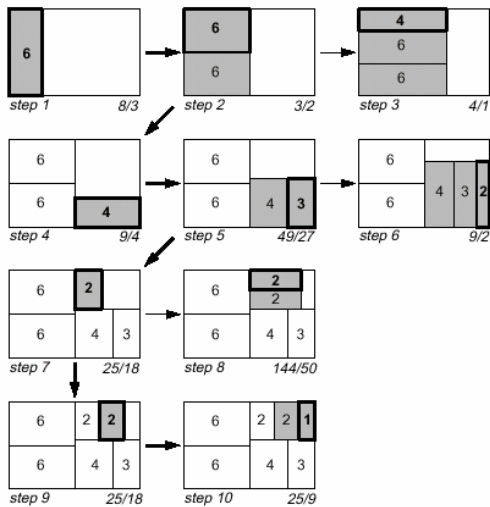 6
step 1 8/3
6
6
step 2 3/2
4
6
6
step 3 4/1
6
6
4
step 4 9/4
6
6
4 3
step 5 49/27
6
6
4 3 2
step 6 9/2
6 2
6 4 3
step 7 25/18
6 2
2
6 4 3
step 8 144/50
6 2 2
6 4 3
step 9 25/18
6 2 2 1
6 4 3
step 10 25/9